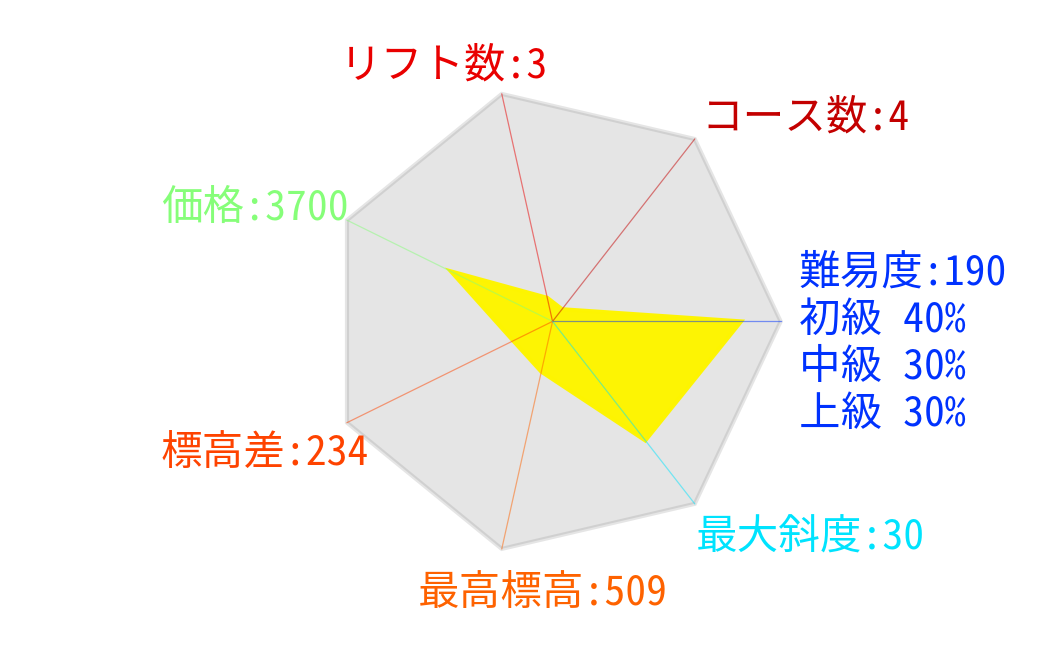 リフト数:3
コース数:4
価格:3700
難易度:190
初級 40%
中級 30%
上級 30%
標高差:234
最大斜度:30
最高標高:509